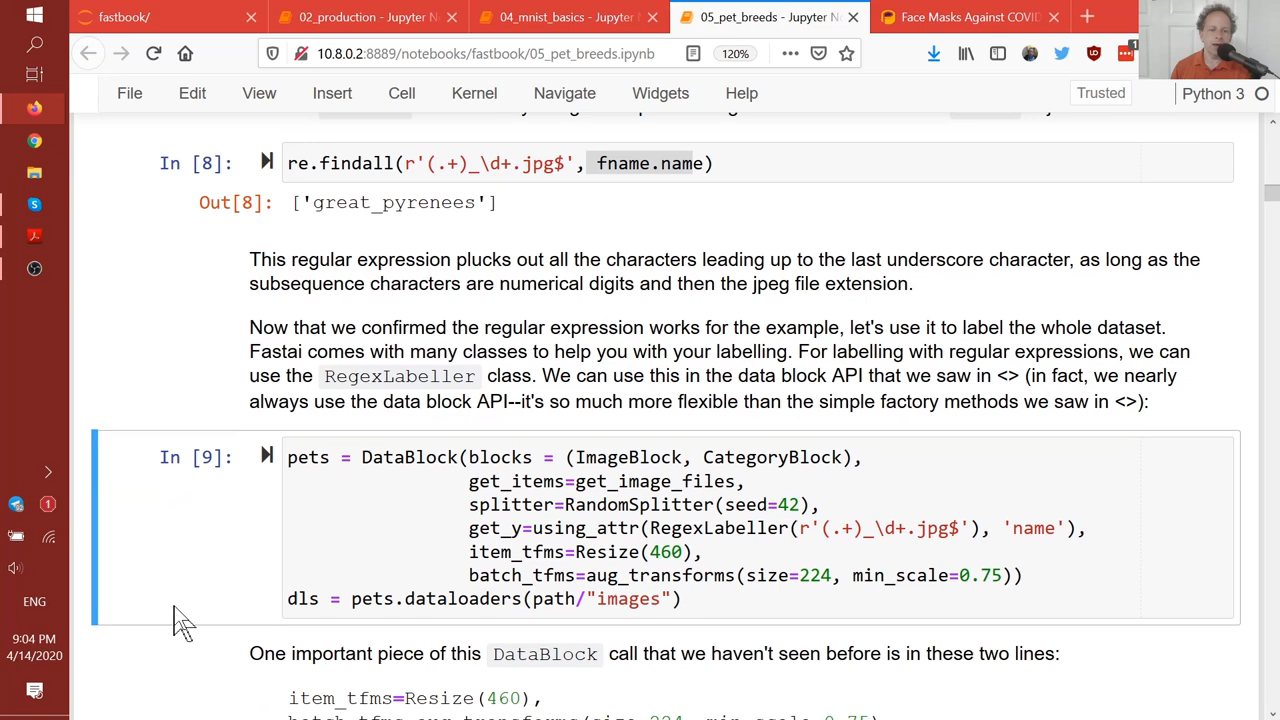 fastbook/
02_production - Jupyter N
04_mnist_basics - Jupyter N
05_pet_breeds - Jupyter N
Face Masks Against COVID
10.8.0.2:8889/notebooks/fastbook/05_pet_breeds.ipynb
120%
1
File Edit View Insert Cell Kernel Navigate Widgets Help
Trusted
Python 3
In [8]: re.findall(r'(.+)_\d+.jpg$', fname.name)
Out[8]: ['great_pyrenees']
This regular expression plucks out all the characters leading up to the last underscore character, as long as the
subsequence characters are numerical digits and then the jpeg file extension.
Now that we confirmed the regular expression works for the example, let's use it to label the whole dataset.
Fastai comes with many classes to help you with your labelling. For labelling with regular expressions, we can
use the RegexLabeller class. We can use this in the data block API that we saw in <> (in fact, we nearly
always use the data block API--it's so much more flexible than the simple factory methods we saw in <>):
In [9]: pets = DataBlock(blocks = (ImageBlock, CategoryBlock),
get_items=get_image_files,
splitter=RandomSplitter(seed=42),
get_y=using_attr(RegexLabeller(r'(.+)_\d+.jpg$'), 'name'),
item_tfms=Resize(460),
batch_tfms=aug_transforms(size=224, min_scale=0.75))
dls = pets.dataloaders(path/"images")
One important piece of this DataBlock call that we haven't seen before is in these two lines:
item_tfms=Resize(460),
batch_tfms=aug_transforms(size=224, min_scale=0.75)
1
ENG
9:04 PM
4/14/2020